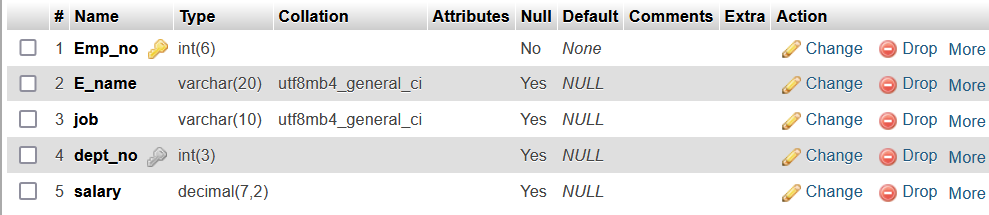 # Name Type Collation Attributes Null Default Comments Extra Action
1 Emp_no int(6) No None Change Drop More
2 E_name varchar(20) utf8mb4_general_ci Yes NULL Change Drop More
3 job varchar(10) utf8mb4_general_ci Yes NULL Change Drop More
4 dept_no int(3) Yes NULL Change Drop More
5 salary decimal(7,2) Yes NULL Change Drop More